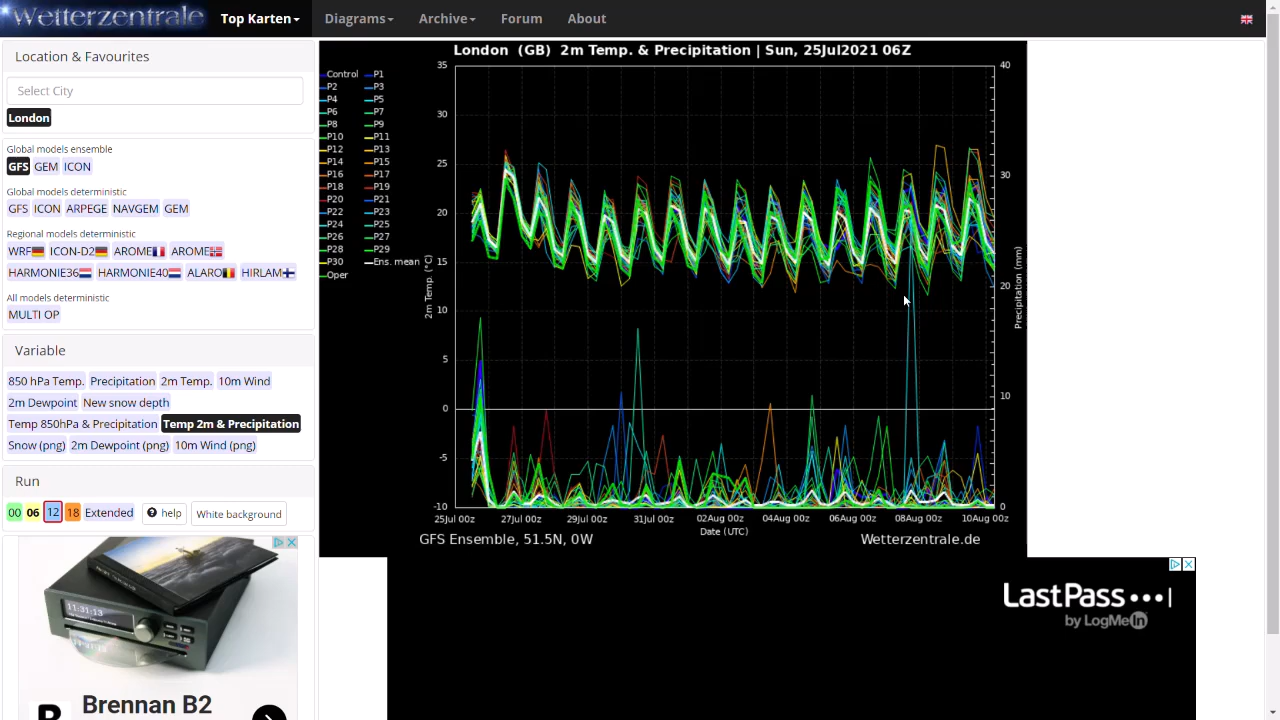 Wetterzentrale
Top Karten
Diagrams
Archive
Forum
About
Location & Favourites
Select City
London
Global models ensemble
GFS GEM ICON
Global models deterministic
GFS ICON ARPEGE NAVGEM GEM
Regional models deterministic
WRF ICON-D2 AROME AROME
HARMONIE36 HARMONIE40 ALARO HIRLAM
All models deterministic
MULTI OP
Variable
850 hPa Temp. Precipitation 2m Temp. 10m Wind
2m Dewpoint New snow depth
Temp 850hPa & Precipitation Temp 2m & Precipitation
Snow (png) 2m Dewpoint (png) 10m Wind (png)
Run
00 06 12 18 Extended help White background
11:31:13
Brennan B2
London (GB) 2m Temp. & Precipitation | Sun, 25Jul2021 06Z
Control P1
P2 P3
P4 P5
P6 P7
P8 P9
P10 P11
P12 P13
P14 P15
P16 P17
P18 P19
P20 P21
P22 P23
P24 P25
P26 P27
P28 P29
P30 Ens. mean
Oper
2m Temp. (°C)
35
30
25
20
15
10
5
0
-5
-10
40
30
20
10
0
Precipitation (mm)
25Jul 00z 27Jul 00z 29Jul 00z 31Jul 00z 02Aug 00z 04Aug 00z 06Aug 00z 08Aug 00z 10Aug 00z
Date (UTC)
GFS Ensemble, 51.5N, 0W
Wetterzentrale.de
LastPass
by LogMeIn